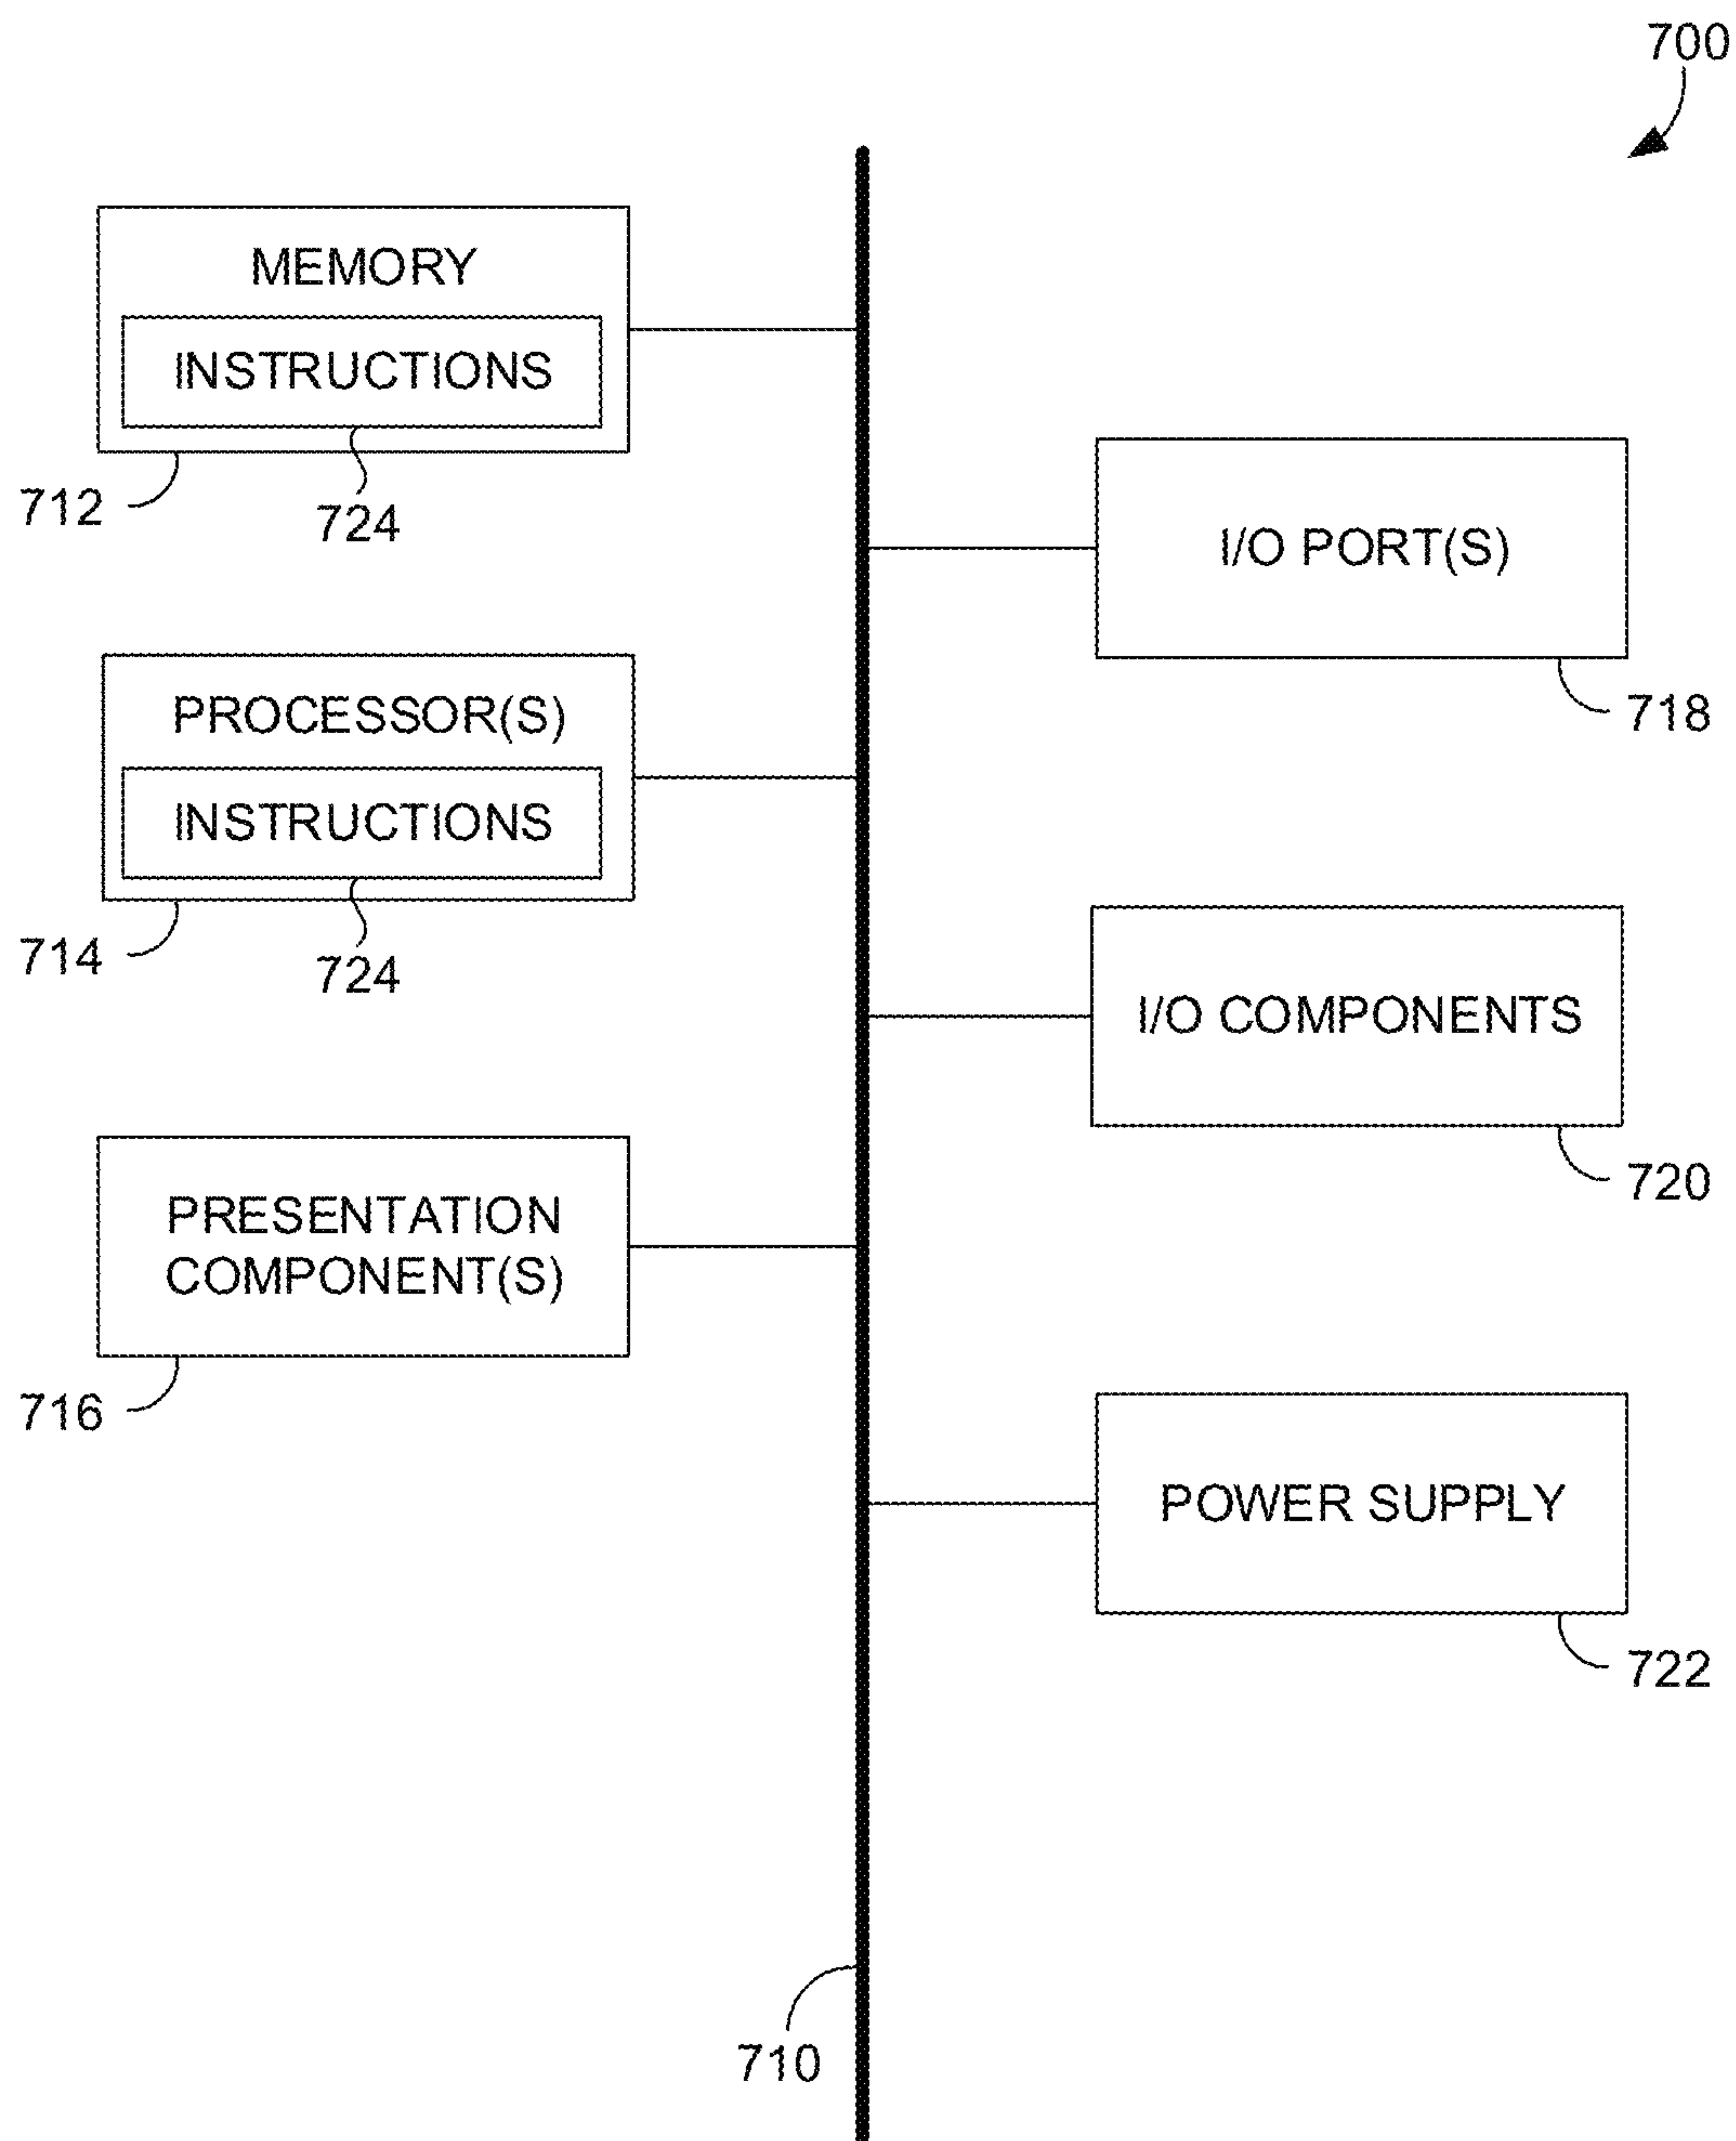 700
MEMORY
INSTRUCTIONS
712
724
I/O PORT(S)
718
PROCESSOR(S)
INSTRUCTIONS
714
724
I/O COMPONENTS
720
PRESENTATION
COMPONENT(S)
716
POWER SUPPLY
722
710